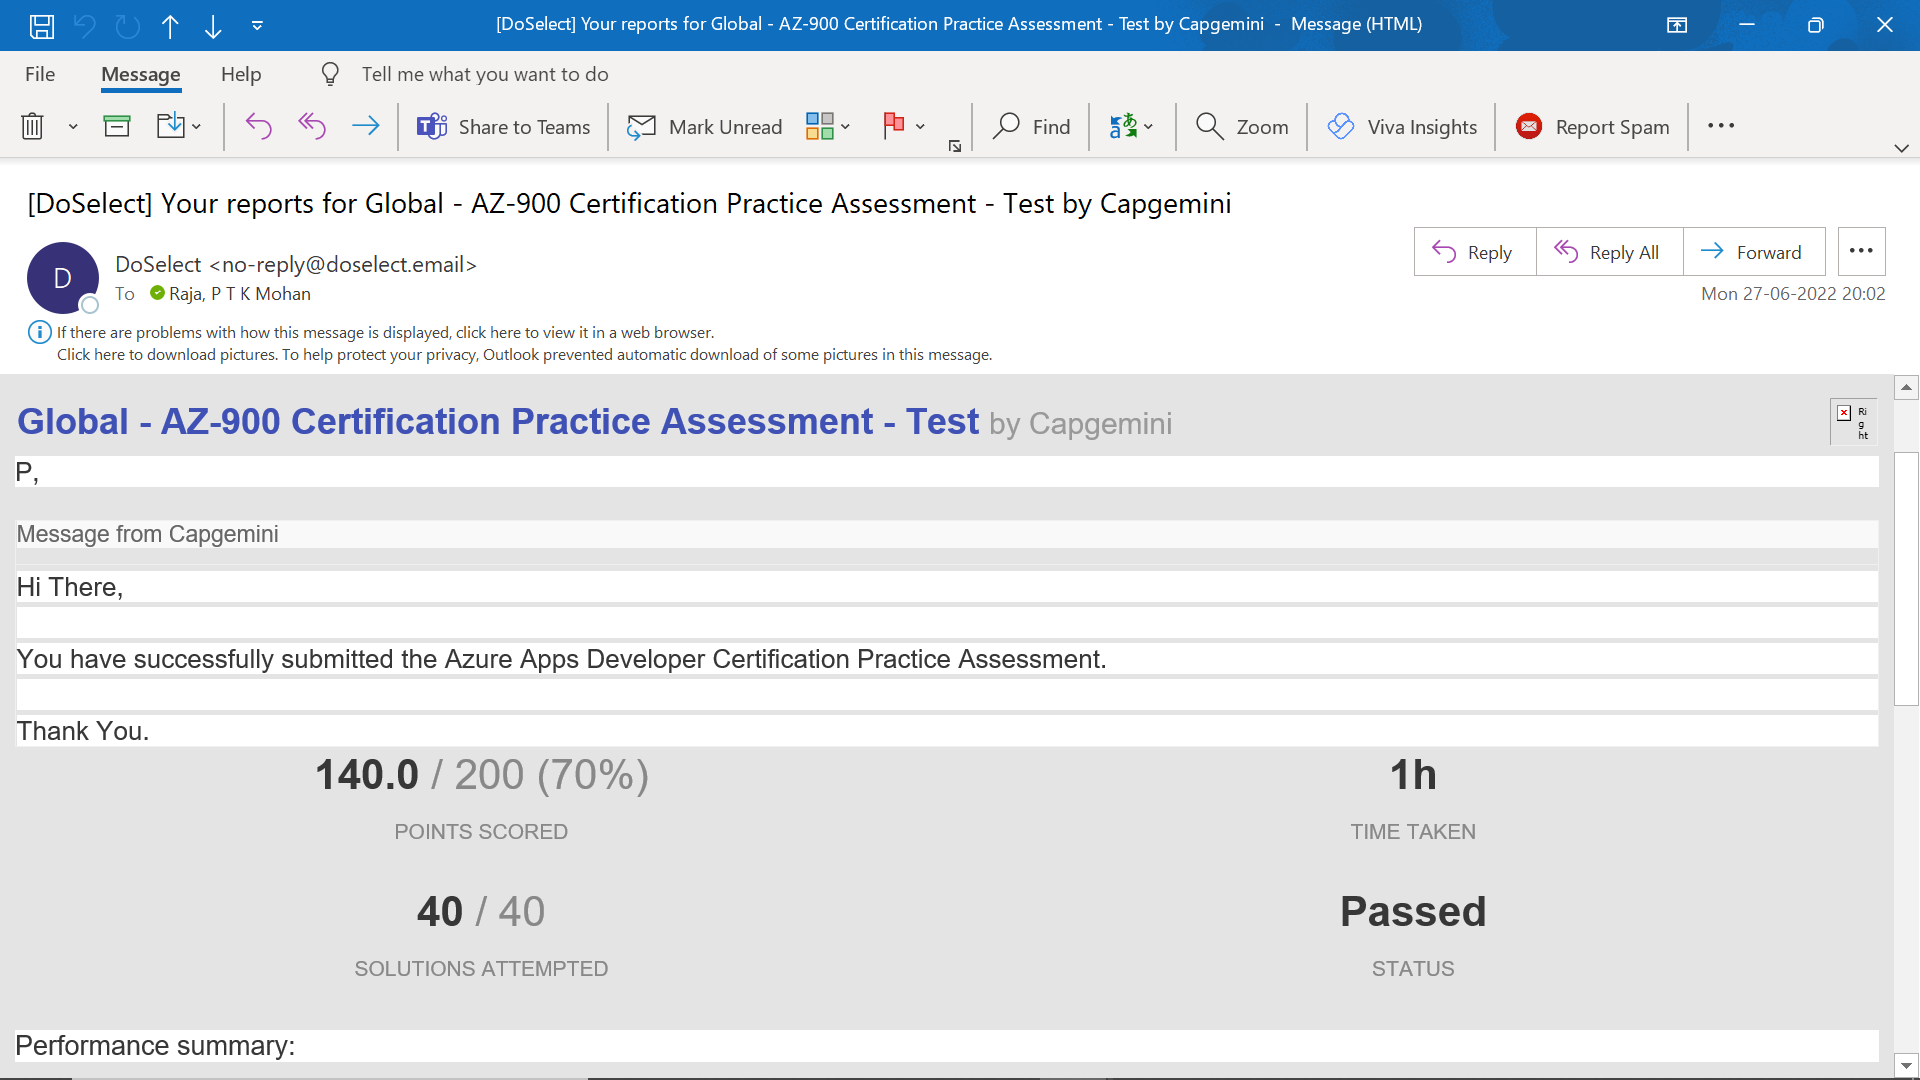 [DoSelect] Your reports for Global - AZ-900 Certification Practice Assessment - Test by Capgemini - Message (HTML)
File Message Help Tell me what you want to do
Share to Teams Mark Unread Find Zoom Viva Insights Report Spam
[DoSelect] Your reports for Global - AZ-900 Certification Practice Assessment - Test by Capgemini
D
DoSelect <no-reply@doselect.email>
To Raja, P T K Mohan
Reply Reply All Forward
Mon 27-06-2022 20:02
If there are problems with how this message is displayed, click here to view it in a web browser.
Click here to download pictures. To help protect your privacy, Outlook prevented automatic download of some pictures in this message.
Global - AZ-900 Certification Practice Assessment - Test by Capgemini
Ri
g
ht
P,
Message from Capgemini
Hi There,
You have successfully submitted the Azure Apps Developer Certification Practice Assessment.
Thank You.
140.0 / 200 (70%)
POINTS SCORED
1h
TIME TAKEN
40 / 40
SOLUTIONS ATTEMPTED
Passed
STATUS
Performance summary: